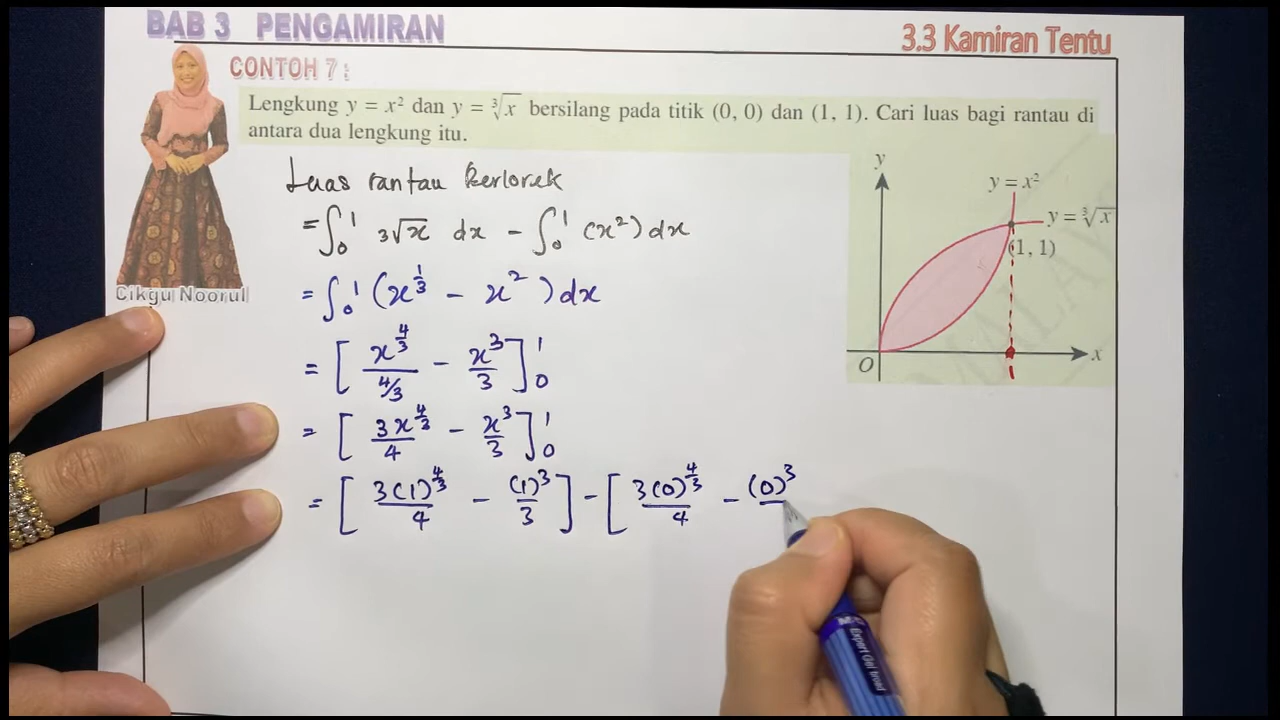 BAB 3 PENGAMIRAN
3.3 Kamiran Tentu
CONTOH 7 :
Lengkung y = x² dan y = ∛x bersilang pada titik (0, 0) dan (1, 1). Cari luas bagi rantau di
antara dua lengkung itu.
Cikgu Noorul
Luas rantau berlorek
= ∫₀¹ 3√x dx − ∫₀¹ (x²) dx
= ∫₀¹ (x^(1/3) − x²) dx
= [ x^(4/3) / (4/3) − x³/3 ]₀¹
= [ 3x^(4/3) / 4 − x³/3 ]₀¹
= [ 3(1)^(4/3) / 4 − (1)³/3 ] − [ 3(0)^(4/3) / 4 − (0)³
y
y = x²
y = ∛x
(1, 1)
O
x